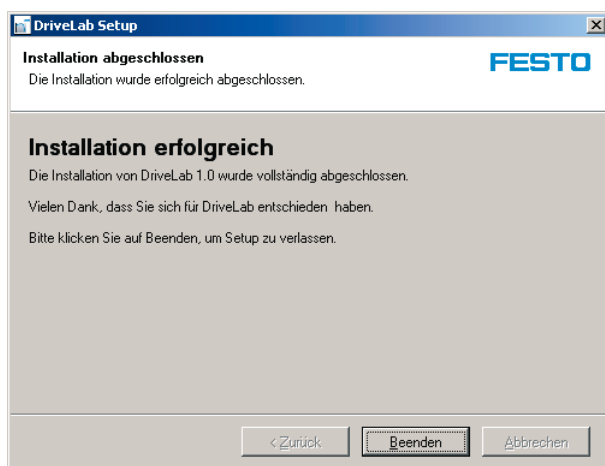 DriveLab Setup
Installation abgeschlossen
Die Installation wurde erfolgreich abgeschlossen.
FESTO
Installation erfolgreich
Die Installation von DriveLab 1.0 wurde vollständig abgeschlossen.
Vielen Dank, dass Sie sich für DriveLab entschieden haben.
Bitte klicken Sie auf Beenden, um Setup zu verlassen.
< Zurück
Beenden
Abbrechen